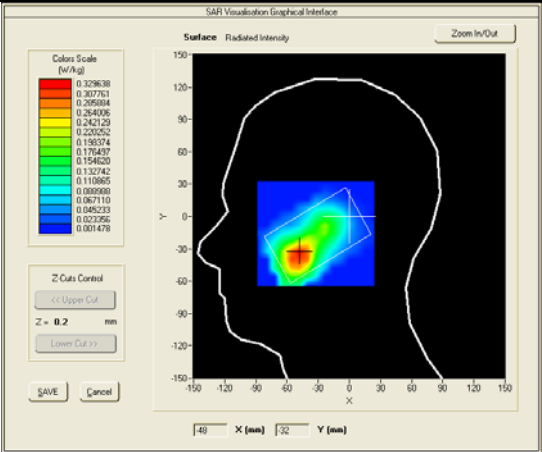 SAR Visualisation Graphical Interface
Surface Radiated Intensity
Zoom In/Out
Colors Scale
(W/kg)
0.329638
0.307761
0.285884
0.264006
0.242129
0.220252
0.198374
0.176497
0.154620
0.132742
0.110865
0.088988
0.067110
0.045233
0.023356
0.001478
Z-Cuts Control
<< Upper Cut
Z = 0.2 mm
Lower Cut >>
SAVE Cancel
150
120
90
60
30
0
-30
-60
-90
-120
-150
Y
-150 -120 -90 -60 -30 0 30 60 90 120 150
X
-48 X (mm) -32 Y (mm)